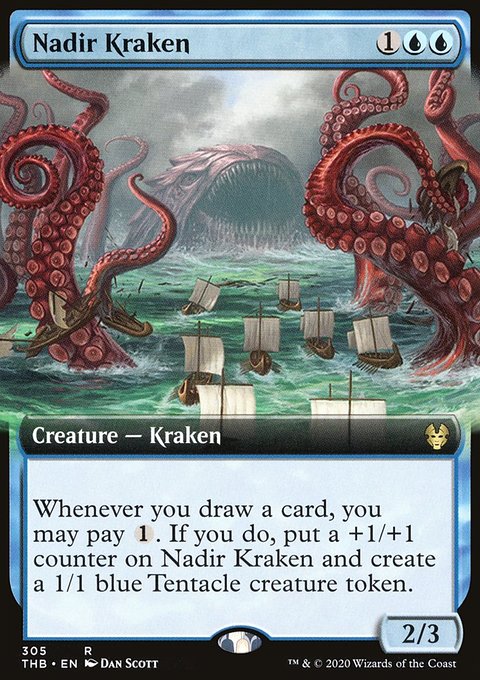 Nadir Kraken 1
Creature — Kraken
Whenever you draw a card, you
may pay 1. If you do, put a +1/+1
counter on Nadir Kraken and create
a 1/1 blue Tentacle creature token.
2/3
305 R
THB • EN Dan Scott
™ & © 2020 Wizards of the Coast